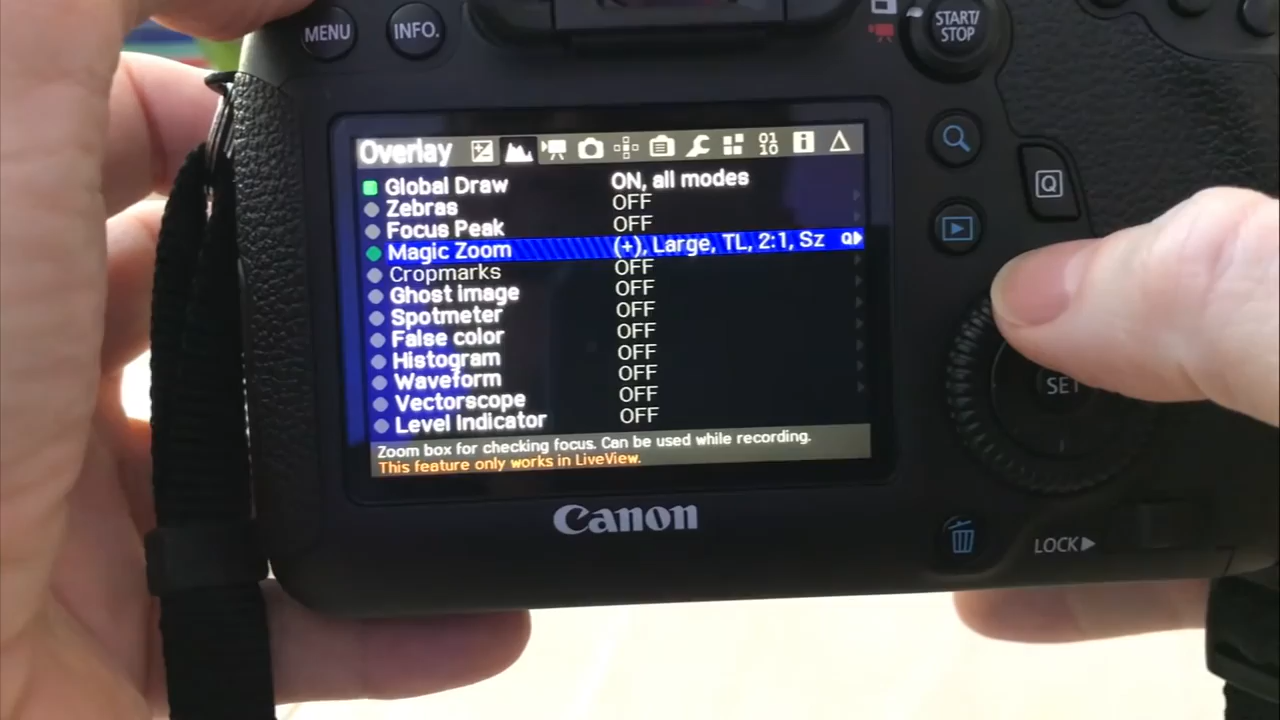 MENU
INFO.
START/
STOP
Q
Overlay
01
10
i
Global Draw ON, all modes
Zebras OFF
Focus Peak OFF
Magic Zoom (+), Large, TL, 2:1, Sz Q
Cropmarks OFF
Ghost image OFF
Spotmeter OFF
False color OFF
Histogram OFF
Waveform OFF
Vectorscope OFF
Level Indicator OFF
Zoom box for checking focus. Can be used while recording.
This feature only works in LiveView.
SET
Canon
LOCK▶